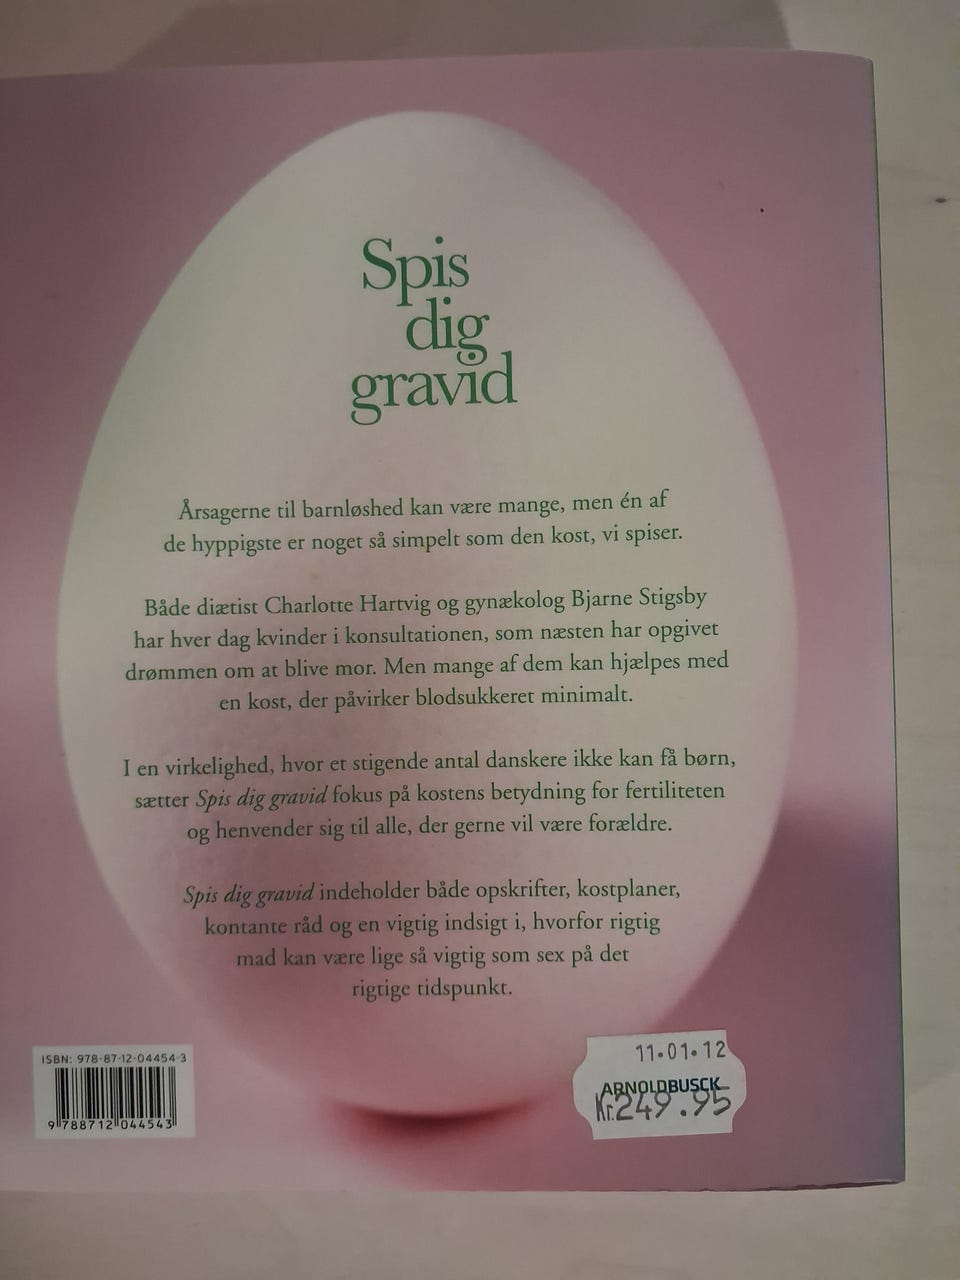 Spis
dig
gravid
Årsagerne til barnløshed kan være mange, men én af
de hyppigste er noget så simpelt som den kost, vi spiser.
Både diætist Charlotte Hartvig og gynækolog Bjarne Stigsby
har hver dag kvinder i konsultationen, som næsten har opgivet
drømmen om at blive mor. Men mange af dem kan hjælpes med
en kost, der påvirker blodsukkeret minimalt.
I en virkelighed, hvor et stigende antal danskere ikke kan få børn,
sætter Spis dig gravid fokus på kostens betydning for fertiliteten
og henvender sig til alle, der gerne vil være forældre.
Spis dig gravid indeholder både opskrifter, kostplaner,
kontante råd og en vigtig indsigt i, hvorfor rigtig
mad kan være lige så vigtig som sex på det
rigtige tidspunkt.
ISBN: 978-87-12-04454-3
9 788712 044543
11.01.12
ARNOLDBUSCK
Kr.249.95